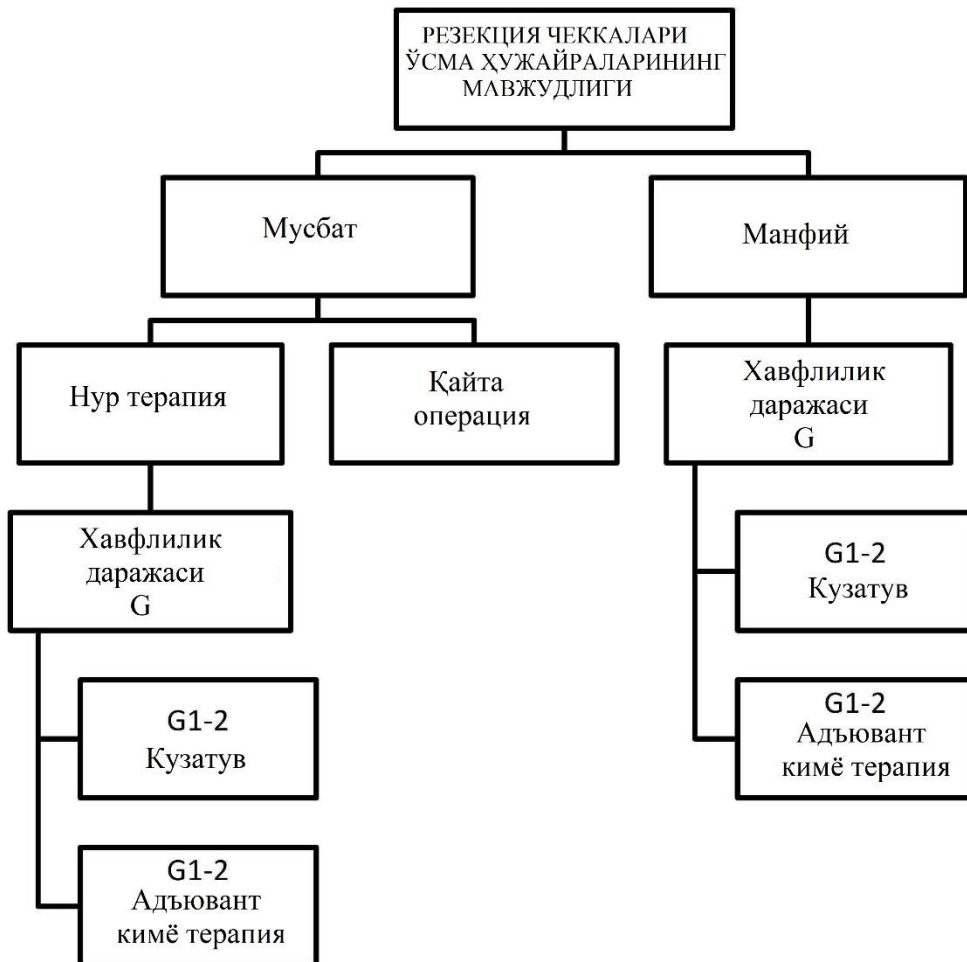 РЕЗЕКЦИЯ ЧЕККАЛАРИ
ЎСМА ҲУЖАЙРАЛАРИНИНГ
МАВЖУДЛИГИ
Мусбат
Манфий
Нур терапия
Қайта
операция
Хавфлилик
даражаси
G
Хавфлилик
даражаси
G
G1-2
Кузатув
G1-2
Кузатув
G1-2
Адъювант
кимё терапия
G1-2
Адъювант
кимё терапия